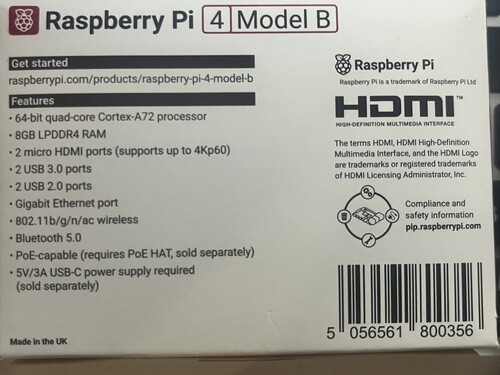 Raspberry Pi 4 Model B
Get started
raspberrypi.com/products/raspberry-pi-4-model-b
Features
• 64-bit quad-core Cortex-A72 processor
• 8GB LPDDR4 RAM
• 2 micro HDMI ports (supports up to 4Kp60)
• 2 USB 3.0 ports
• 2 USB 2.0 ports
• Gigabit Ethernet port
• 802.11b/g/n/ac wireless
• Bluetooth 5.0
• PoE-capable (requires PoE HAT, sold separately)
• 5V/3A USB-C power supply required
(sold separately)
Made in the UK
Raspberry Pi
Raspberry Pi is a trademark of Raspberry Pi Ltd
HDMI™
HIGH-DEFINITION MULTIMEDIA INTERFACE
The terms HDMI, HDMI High-Definition
Multimedia Interface, and the HDMI Logo
are trademarks or registered trademarks
of HDMI Licensing Administrator, Inc.
Compliance and
safety information
pip.raspberrypi.com
5 056561 800356